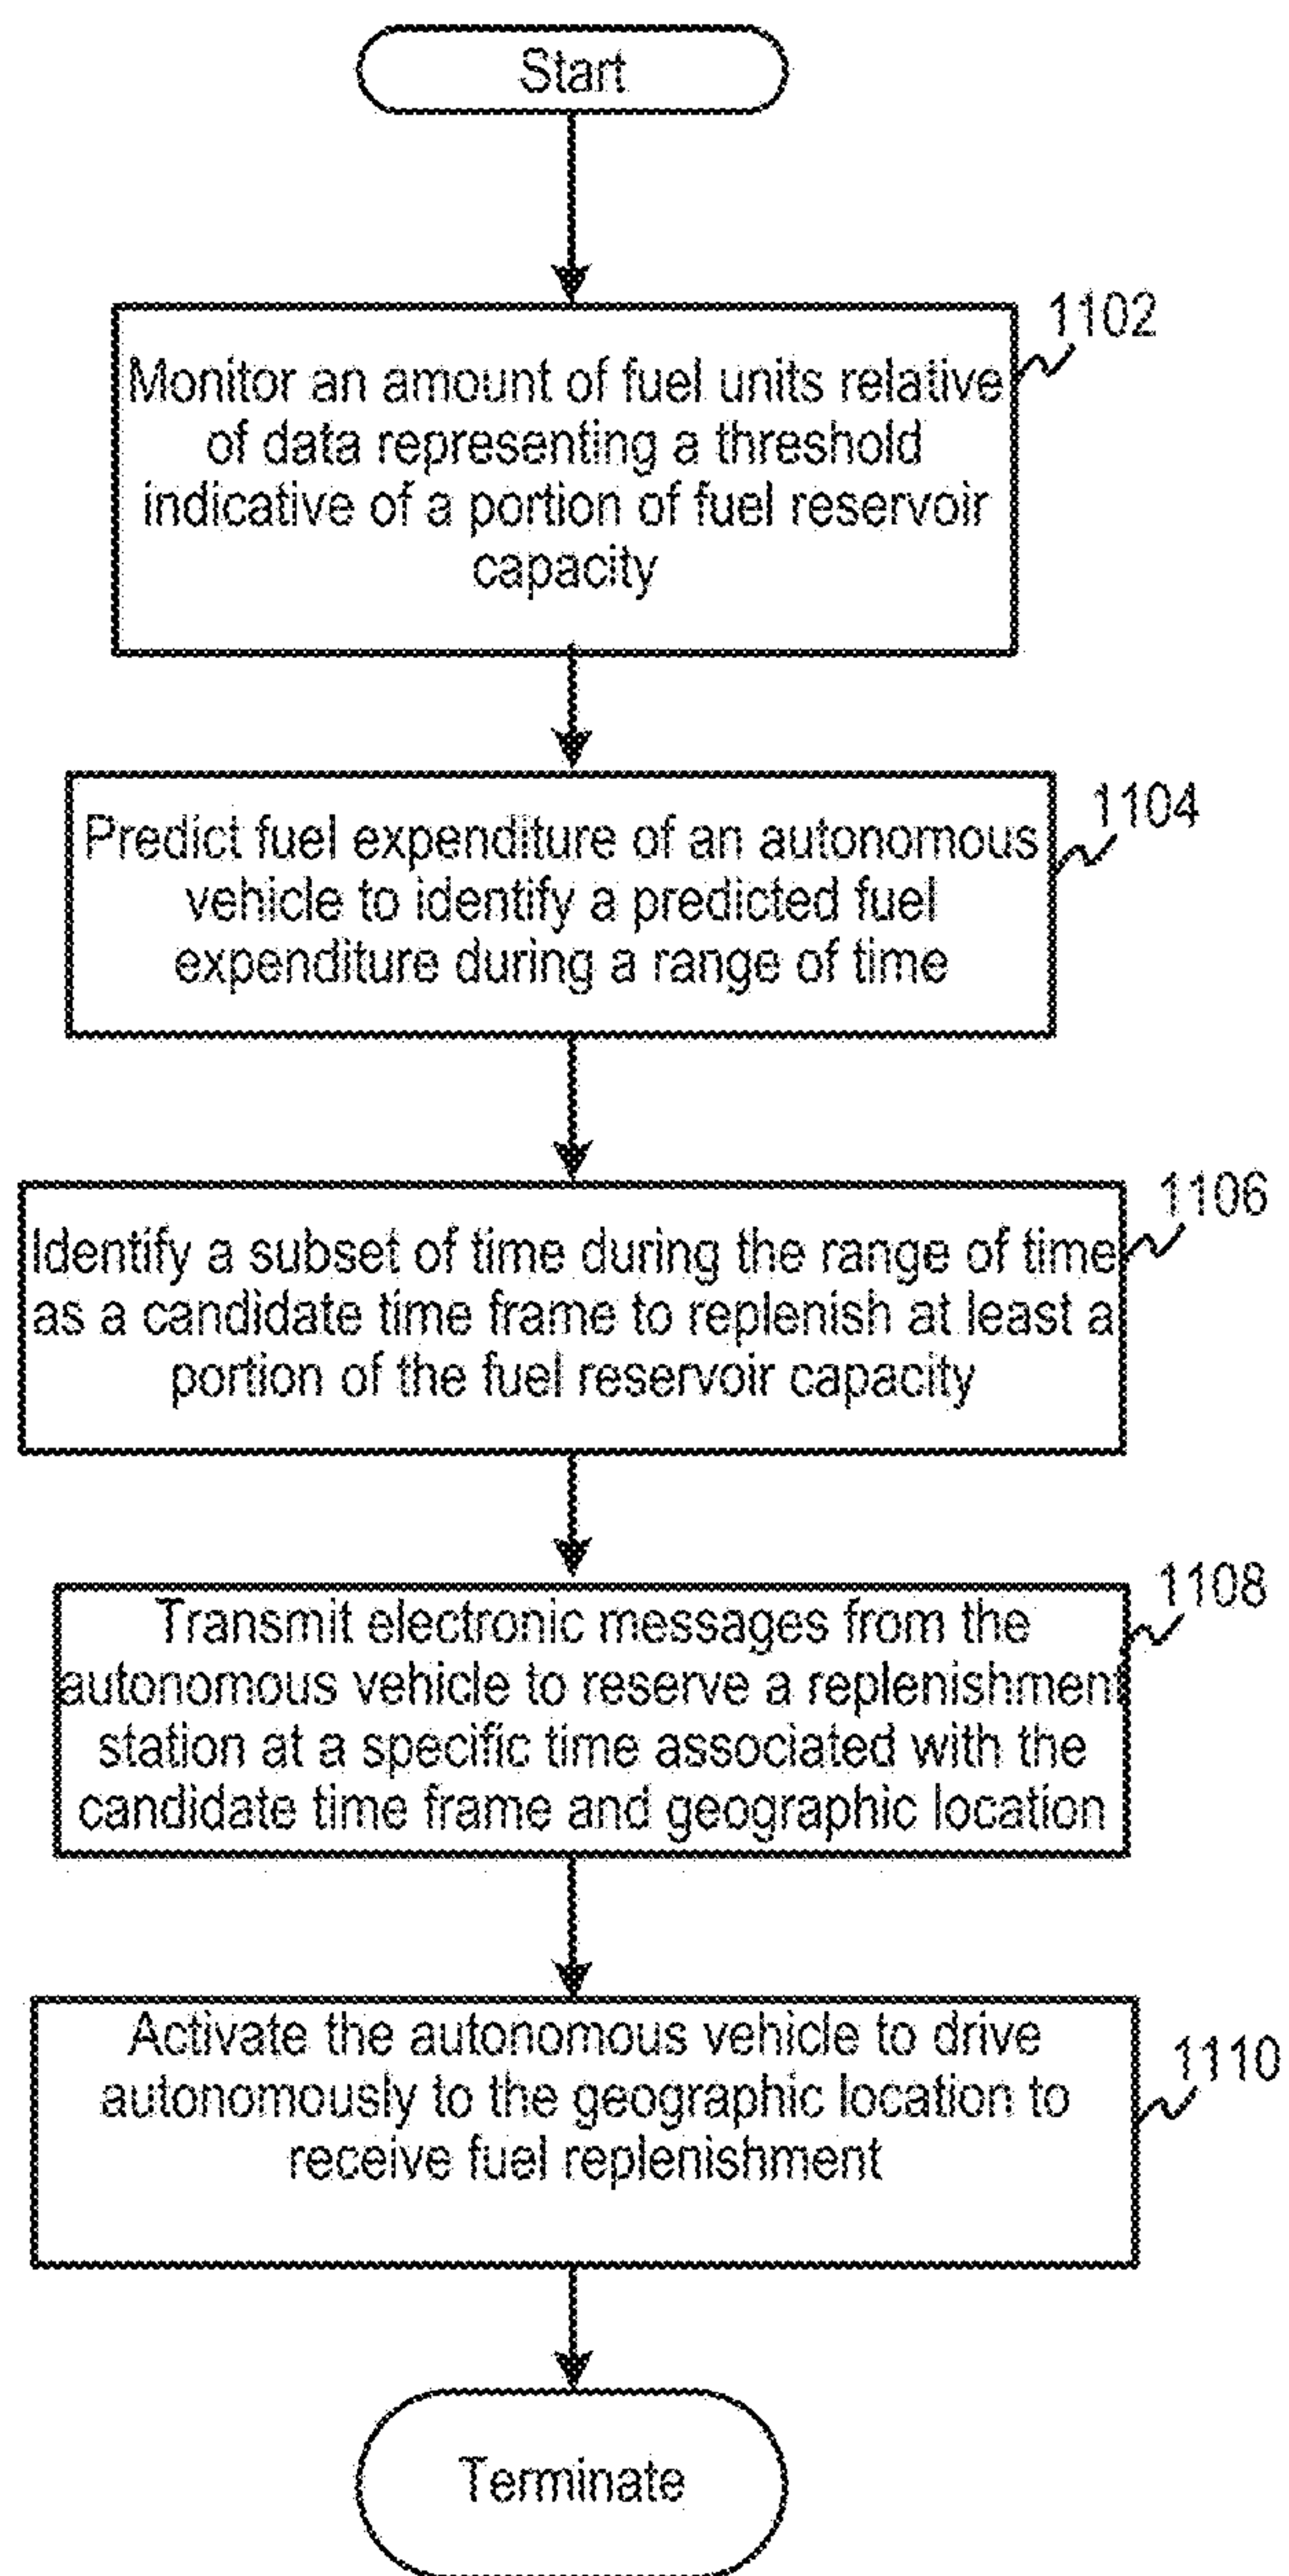 Start
1102
Monitor an amount of fuel units relative
of data representing a threshold
indicative of a portion of fuel reservoir
capacity
1104
Predict fuel expenditure of an autonomous
vehicle to identify a predicted fuel
expenditure during a range of time
1106
Identify a subset of time during the range of time
as a candidate time frame to replenish at least a
portion of the fuel reservoir capacity
1108
Transmit electronic messages from the
autonomous vehicle to reserve a replenishment
station at a specific time associated with the
candidate time frame and geographic location
1110
Activate the autonomous vehicle to drive
autonomously to the geographic location to
receive fuel replenishment
Terminate